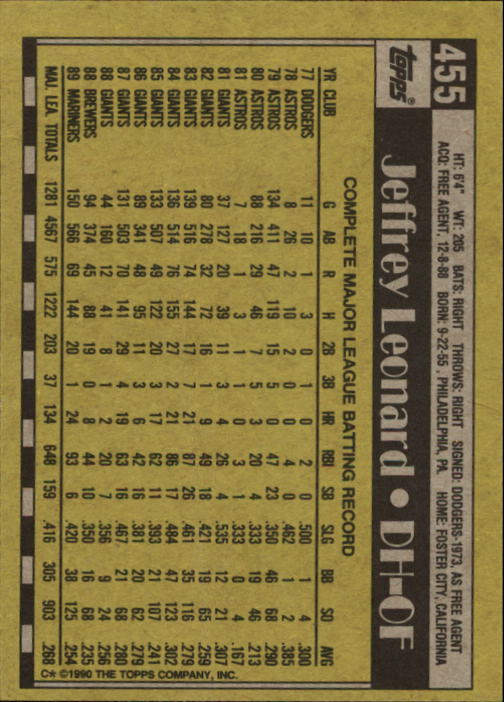 455
HT: 6'4" WT: 205 BATS: RIGHT THROWS: RIGHT SIGNED: DODGERS-1973, AS FREE AGENT
ACQ: FREE AGENT, 12-8-88 BORN: 9-22-55, PHILADELPHIA, PA. HOME: FOSTER CITY, CALIFORNIA
topps® Jeffrey Leonard • DH-OF
COMPLETE MAJOR LEAGUE BATTING RECORD
YR CLUB G AB R H 2B 3B HR RBI SB SLG BB SO AVG
77 DODGERS 11 10 1 3 0 1 0 2 0 .500 1 4 .300
78 ASTROS 8 26 2 10 2 0 0 4 0 .462 1 2 .385
79 ASTROS 134 411 47 119 15 5 0 47 23 .350 46 68 .290
80 ASTROS 88 216 29 46 7 5 3 20 4 .333 19 46 .213
81 ASTROS 7 18 1 3 1 1 0 3 1 .333 0 4 .167
81 GIANTS 37 127 20 39 11 3 4 26 4 .535 12 21 .307
82 GIANTS 80 278 32 72 16 1 9 49 18 .421 19 65 .259
83 GIANTS 139 516 74 144 17 7 21 87 26 .461 35 116 .279
84 GIANTS 136 514 76 155 27 2 21 86 17 .484 47 123 .302
85 GIANTS 133 507 49 122 20 3 17 62 11 .393 21 107 .241
86 GIANTS 89 341 48 95 11 3 6 42 16 .381 20 62 .279
87 GIANTS 131 503 70 141 29 4 19 63 16 .467 21 68 .280
88 GIANTS 44 160 12 41 8 1 2 20 7 .356 9 24 .256
88 BREWERS 94 374 45 88 19 0 8 44 10 .350 16 68 .235
89 MARINERS 150 566 69 144 20 1 24 93 6 .420 38 125 .254
MAJ. LEA. TOTALS 1281 4567 575 1222 203 37 134 648 159 .416 305 903 .268
C* ©1990 THE TOPPS COMPANY, INC.